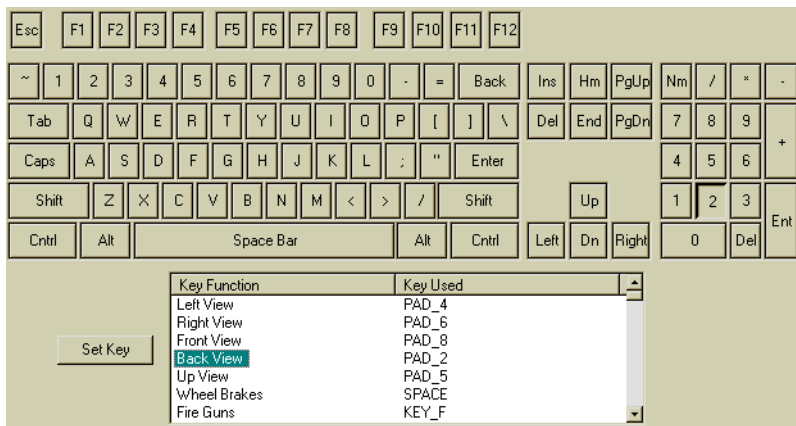 Esc F1 F2 F3 F4 F5 F6 F7 F8 F9 F10 F11 F12
~ 1 2 3 4 5 6 7 8 9 0 - = Back Ins Hm PgUp Nm / * -
Tab Q W E R T Y U I O P [ ] \ Del End PgDn 7 8 9 +
Caps A S D F G H J K L ; " Enter 4 5 6
Shift Z X C V B N M < > / Shift Up 1 2 3 Ent
Cntrl Alt Space Bar Alt Cntrl Left Dn Right 0 Del
Key Function Key Used
Left View PAD_4
Right View PAD_6
Front View PAD_8
Set Key
Back View PAD_2
Up View PAD_5
Wheel Brakes SPACE
Fire Guns KEY_F